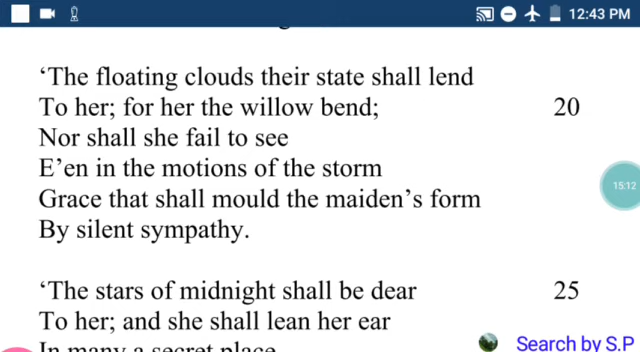 12:43 PM
‘The floating clouds their state shall lend
To her; for her the willow bend; 20
Nor shall she fail to see
E’en in the motions of the storm
15:12
Grace that shall mould the maiden’s form
By silent sympathy.
‘The stars of midnight shall be dear 25
To her; and she shall lean her ear
In many a secret place
Search by S.P